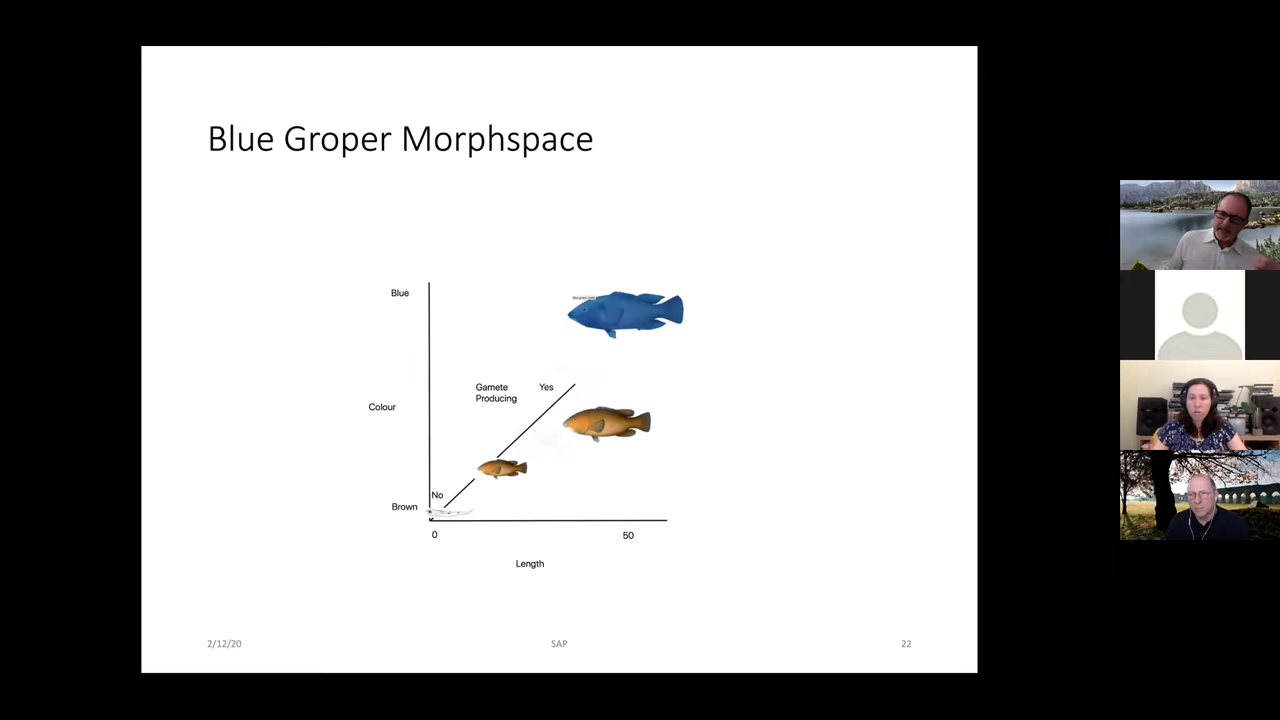 Blue Groper Morphspace
Blue
Gamete
Producing
Yes
Colour
No
Brown
0
50
Length
2/12/20
SAP
22